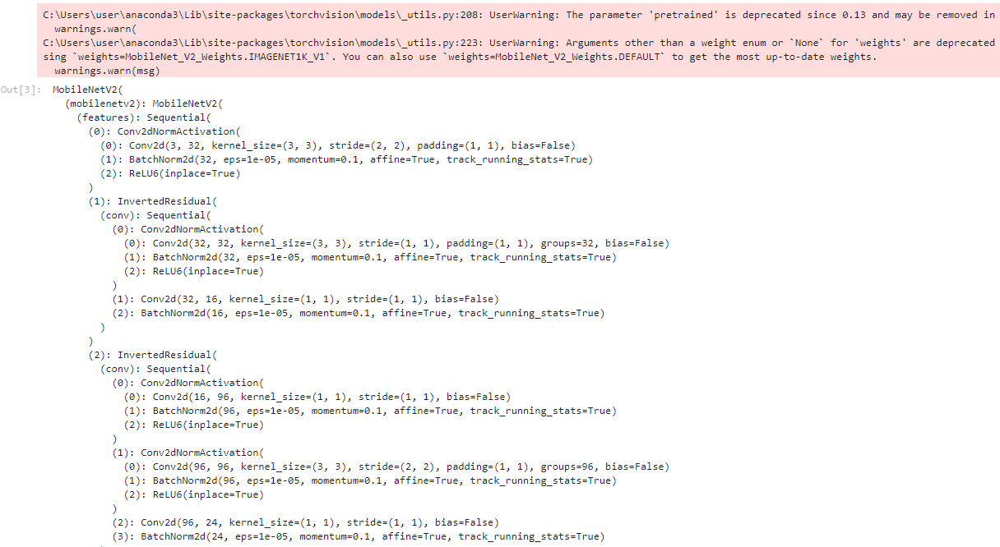 C:\Users\user\anaconda3\Lib\site-packages\torchvision\models\_utils.py:208: UserWarning: The parameter 'pretrained' is deprecated since 0.13 and may be removed in
  warnings.warn(
C:\Users\user\anaconda3\Lib\site-packages\torchvision\models\_utils.py:223: UserWarning: Arguments other than a weight enum or `None` for 'weights' are deprecated
sing `weights=MobileNet_V2_Weights.IMAGENET1K_V1`. You can also use `weights=MobileNet_V2_Weights.DEFAULT` to get the most up-to-date weights.
  warnings.warn(msg)
Out[3]: MobileNetV2(
  (mobilenetv2): MobileNetV2(
    (features): Sequential(
      (0): Conv2dNormActivation(
        (0): Conv2d(3, 32, kernel_size=(3, 3), stride=(2, 2), padding=(1, 1), bias=False)
        (1): BatchNorm2d(32, eps=1e-05, momentum=0.1, affine=True, track_running_stats=True)
        (2): ReLU6(inplace=True)
      )
      (1): InvertedResidual(
        (conv): Sequential(
          (0): Conv2dNormActivation(
            (0): Conv2d(32, 32, kernel_size=(3, 3), stride=(1, 1), padding=(1, 1), groups=32, bias=False)
            (1): BatchNorm2d(32, eps=1e-05, momentum=0.1, affine=True, track_running_stats=True)
            (2): ReLU6(inplace=True)
          )
          (1): Conv2d(32, 16, kernel_size=(1, 1), stride=(1, 1), bias=False)
          (2): BatchNorm2d(16, eps=1e-05, momentum=0.1, affine=True, track_running_stats=True)
        )
      )
      (2): InvertedResidual(
        (conv): Sequential(
          (0): Conv2dNormActivation(
            (0): Conv2d(16, 96, kernel_size=(1, 1), stride=(1, 1), bias=False)
            (1): BatchNorm2d(96, eps=1e-05, momentum=0.1, affine=True, track_running_stats=True)
            (2): ReLU6(inplace=True)
          )
          (1): Conv2dNormActivation(
            (0): Conv2d(96, 96, kernel_size=(3, 3), stride=(2, 2), padding=(1, 1), groups=96, bias=False)
            (1): BatchNorm2d(96, eps=1e-05, momentum=0.1, affine=True, track_running_stats=True)
            (2): ReLU6(inplace=True)
          )
          (2): Conv2d(96, 24, kernel_size=(1, 1), stride=(1, 1), bias=False)
          (3): BatchNorm2d(24, eps=1e-05, momentum=0.1, affine=True, track_running_stats=True)